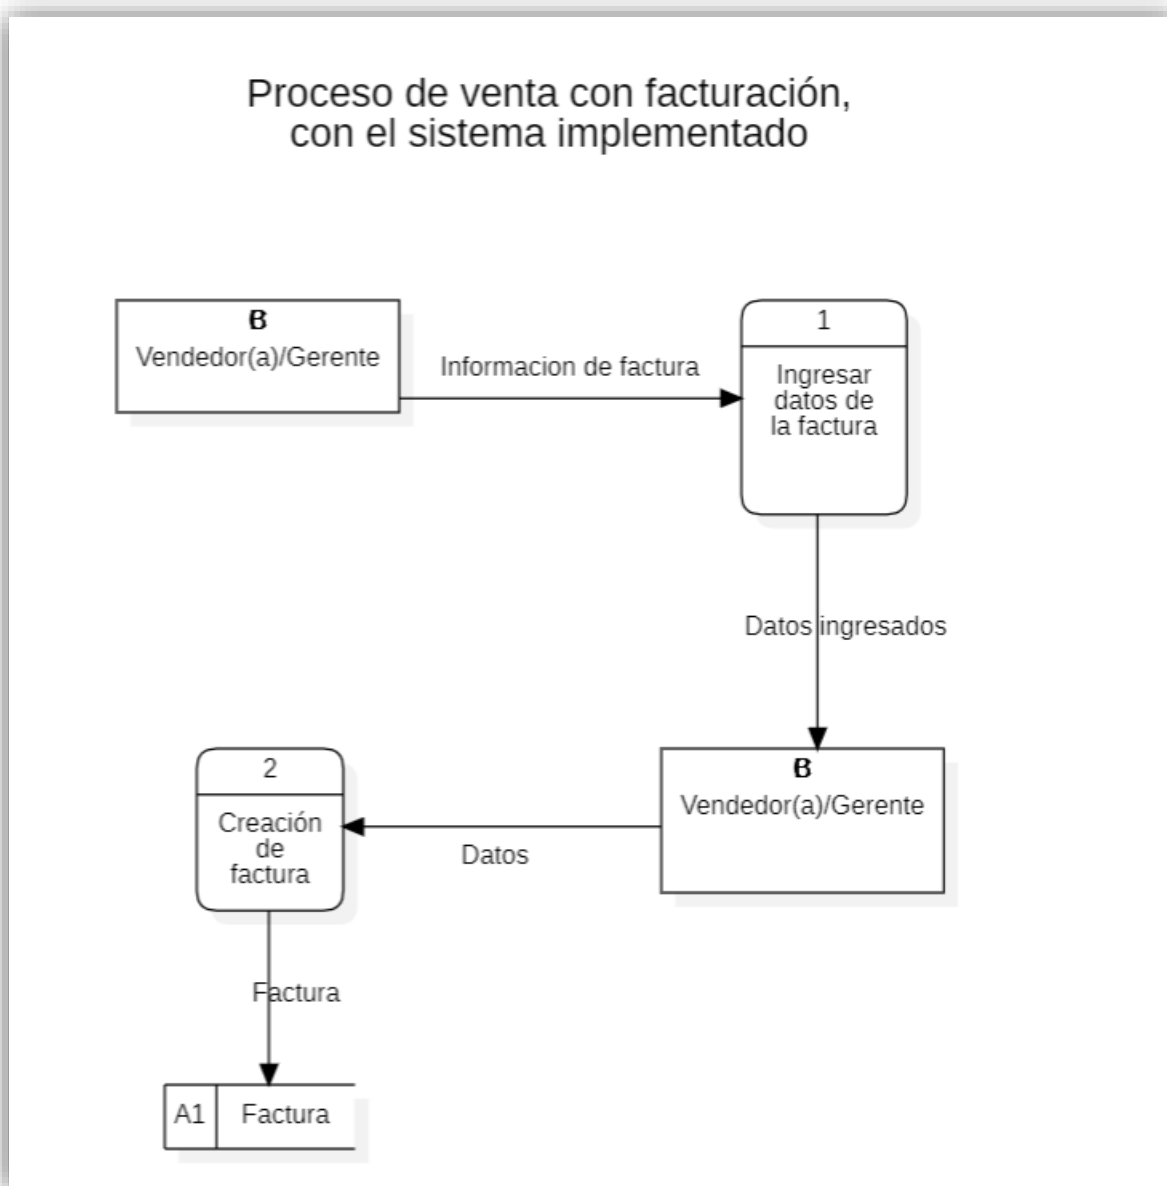 Proceso de venta con facturación,
con el sistema implementado
B
Vendedor(a)/Gerente
Informacion de factura
1
Ingresar
datos de
la factura
Datos ingresados
B
Vendedor(a)/Gerente
Datos
2
Creación
de
factura
Factura
A1 Factura